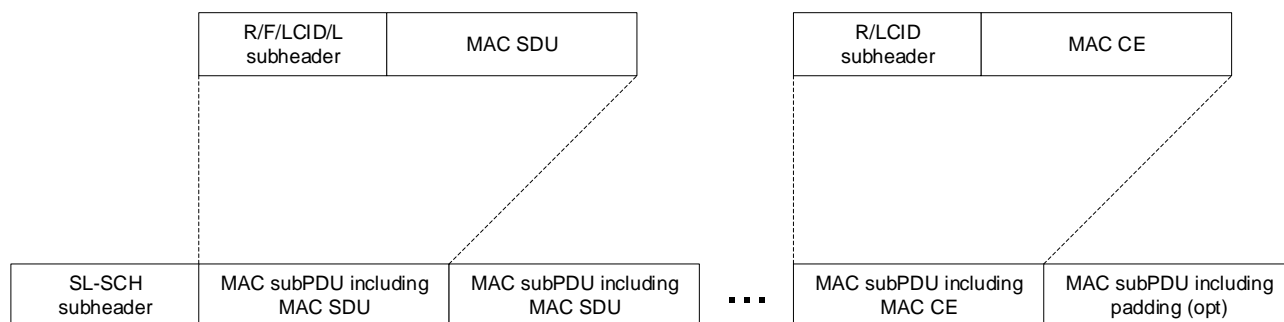 R/F/LCID/L
subheader
MAC SDU
R/LCID
subheader
MAC CE
SL-SCH
subheader
MAC subPDU including
MAC SDU
MAC subPDU including
MAC SDU
...
MAC subPDU including
MAC CE
MAC subPDU including
padding (opt)